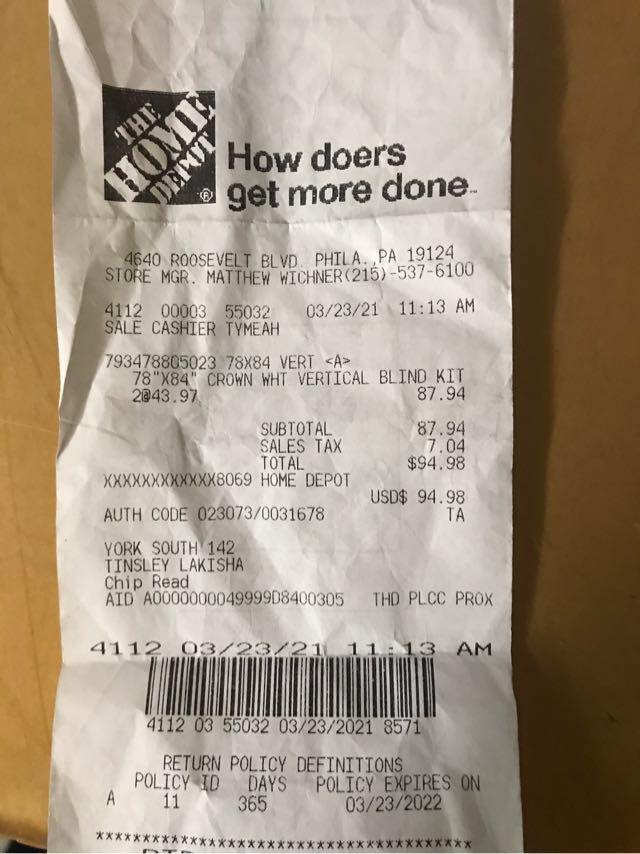 THE
HOME
DEPOT
®
How doers
get more done™
4640 ROOSEVELT BLVD. PHILA.,PA 19124
STORE MGR. MATTHEW WICHNER(215)-537-6100
4112 00003 55032 03/23/21 11:13 AM
SALE CASHIER TYMEAH
793478805023 78X84 VERT <A>
78"X84" CROWN WHT VERTICAL BLIND KIT
2@43.97 87.94
SUBTOTAL 87.94
SALES TAX 7.04
TOTAL $94.98
XXXXXXXXXXXX8069 HOME DEPOT
USD$ 94.98
AUTH CODE 023073/0031678 TA
YORK SOUTH 142
TINSLEY LAKISHA
Chip Read
AID A0000000049999D8400305 THD PLCC PROX
4112 03/23/21 11:13 AM
4112 03 55032 03/23/2021 8571
RETURN POLICY DEFINITIONS
POLICY ID DAYS POLICY EXPIRES ON
A 11 365 03/23/2022
******************************************